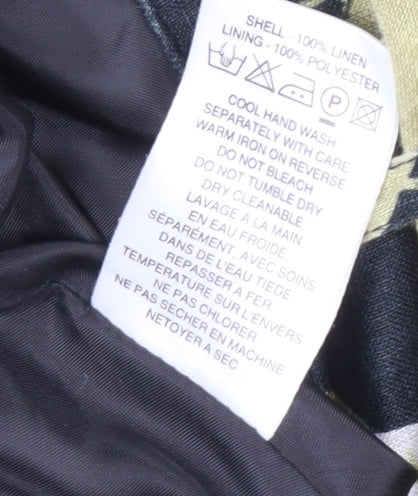 SHELL - 100% LINEN
LINING - 100% POLYESTER
P
COOL HAND WASH
SEPARATELY WITH CARE
WARM IRON ON REVERSE
DO NOT BLEACH
DO NOT TUMBLE DRY
DRY CLEANABLE
LAVAGE A LA MAIN
EN EAU FROIDE
SÉPARÉMENT, AVEC SOINS
DANS DE L'EAU TIEDE
REPASSER A FER
TEMPERATURE SUR L'ENVERS
NE PAS CHLORER
NE PAS SECHER EN MACHINE
NETOYER A SEC